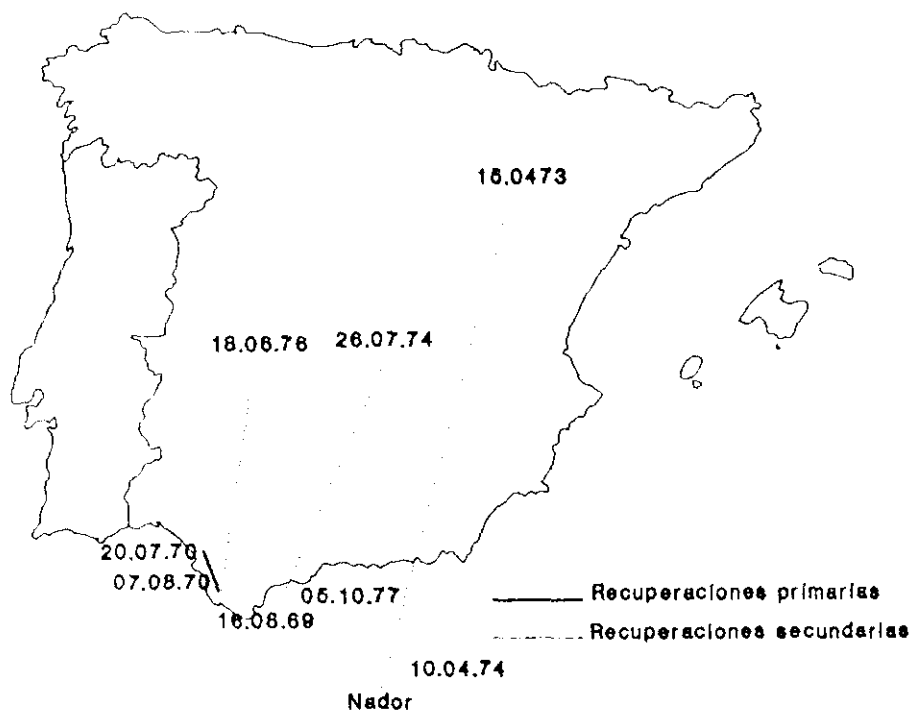 15.0473
18.06.76
26.07.74
20.07.70
07.08.70
16.08.69
05.10.77
Recuperaciones primarias
Recuperaciones secundarias
10.04.74
Nador